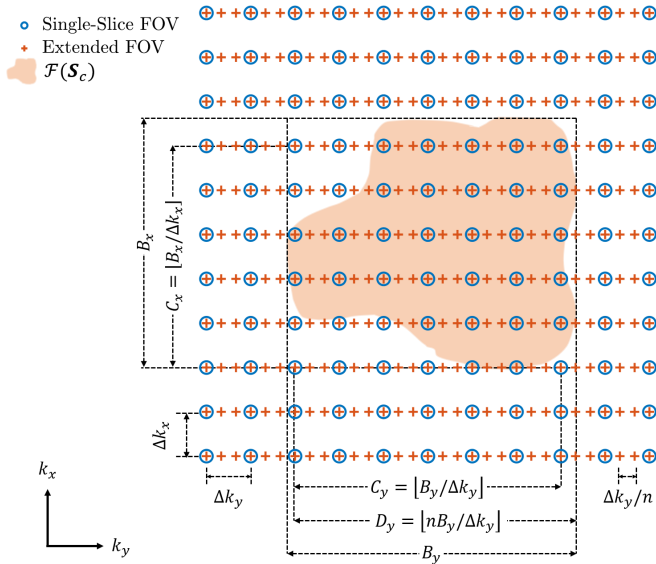 Single-Slice FOV
Extended FOV
ℱ(𝑺_c)
B_x
C_x = ⌊B_x/Δk_x⌋
Δk_x
k_x
k_y
Δk_y
C_y = ⌊B_y/Δk_y⌋
Δk_y/n
D_y = ⌊nB_y/Δk_y⌋
B_y